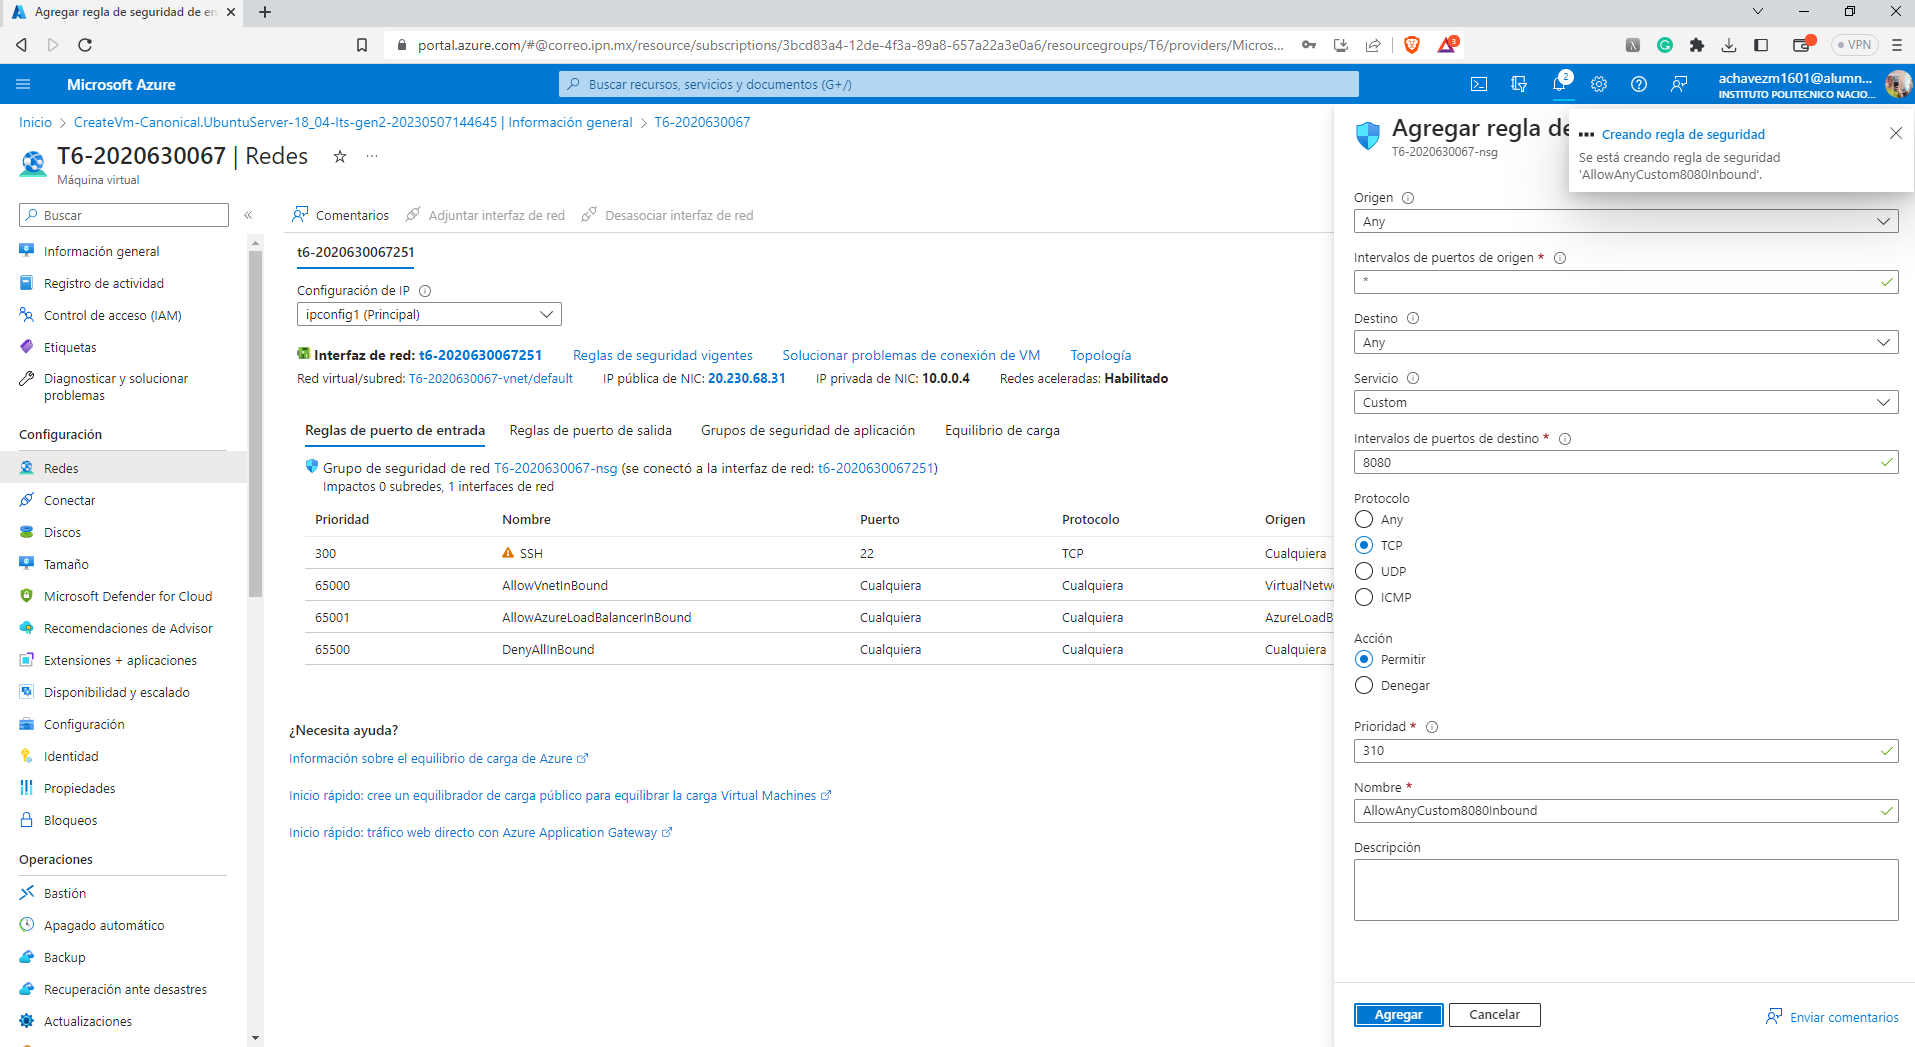 Agregar regla de seguridad de en
portal.azure.com/#@correo.ipn.mx/resource/subscriptions/3bcd83a4-12de-4f3a-89a8-657a22a3e0a6/resourcegroups/T6/providers/Micros...
3
VPN
Microsoft Azure
Buscar recursos, servicios y documentos (G+/)
2
achavezm1601@alumn...
INSTITUTO POLITECNICO NACIO...
Inicio > CreateVm-Canonical.UbuntuServer-18_04-lts-gen2-20230507144645 | Información general > T6-2020630067
T6-2020630067 | Redes
Máquina virtual
Buscar
Información general
Registro de actividad
Control de acceso (IAM)
Etiquetas
Diagnosticar y solucionar
problemas
Configuración
Redes
Conectar
Discos
Tamaño
Microsoft Defender for Cloud
Recomendaciones de Advisor
Extensiones + aplicaciones
Disponibilidad y escalado
Configuración
Identidad
Propiedades
Bloqueos
Operaciones
Bastión
Apagado automático
Backup
Recuperación ante desastres
Actualizaciones
Comentarios Adjuntar interfaz de red Desasociar interfaz de red
t6-2020630067251
Configuración de IP
ipconfig1 (Principal)
Interfaz de red: t6-2020630067251 Reglas de seguridad vigentes Solucionar problemas de conexión de VM Topología
Red virtual/subred: T6-2020630067-vnet/default IP pública de NIC: 20.230.68.31 IP privada de NIC: 10.0.0.4 Redes aceleradas: Habilitado
Reglas de puerto de entrada Reglas de puerto de salida Grupos de seguridad de aplicación Equilibrio de carga
Grupo de seguridad de red T6-2020630067-nsg (se conectó a la interfaz de red: t6-2020630067251)
Impactos 0 subredes, 1 interfaces de red
Prioridad Nombre Puerto Protocolo Origen
300 SSH 22 TCP Cualquiera
65000 AllowVnetInBound Cualquiera Cualquiera VirtualNetw
65001 AllowAzureLoadBalancerInBound Cualquiera Cualquiera AzureLoadB
65500 DenyAllInBound Cualquiera Cualquiera Cualquiera
¿Necesita ayuda?
Información sobre el equilibrio de carga de Azure
Inicio rápido: cree un equilibrador de carga público para equilibrar la carga Virtual Machines
Inicio rápido: tráfico web directo con Azure Application Gateway
Agregar regla de
T6-2020630067-nsg
Creando regla de seguridad
Se está creando regla de seguridad
'AllowAnyCustom8080Inbound'.
Origen
Any
Intervalos de puertos de origen *
*
Destino
Any
Servicio
Custom
Intervalos de puertos de destino *
8080
Protocolo
Any
TCP
UDP
ICMP
Acción
Permitir
Denegar
Prioridad *
310
Nombre *
AllowAnyCustom8080Inbound
Descripción
Agregar Cancelar
Enviar comentarios